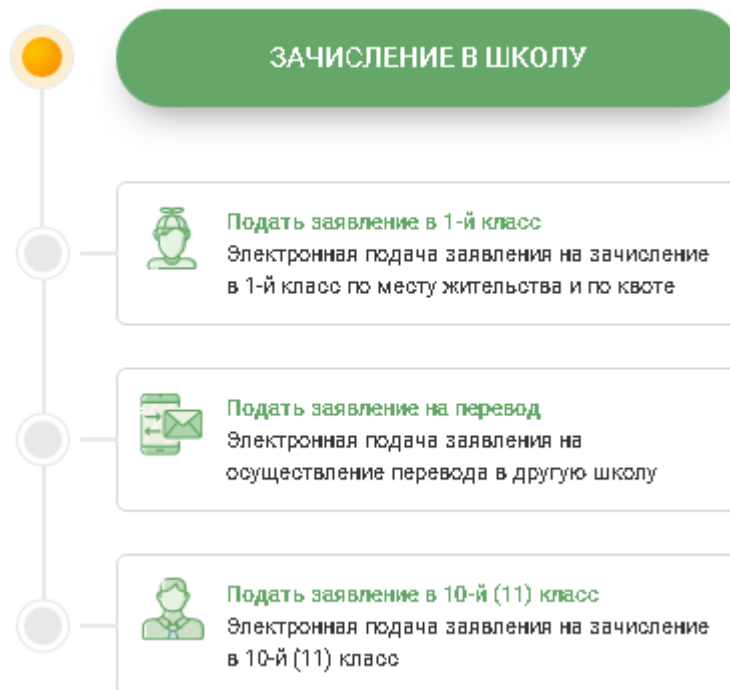 ЗАЧИСЛЕНИЕ В ШКОЛУ
Подать заявление в 1-й класс
Электронная подача заявления на зачисление
в 1-й класс по месту жительства и по квоте
Подать заявление на перевод
Электронная подача заявления на
осуществление перевода в другую школу
Подать заявление в 10-й (11) класс
Электронная подача заявления на зачисление
в 10-й (11) класс